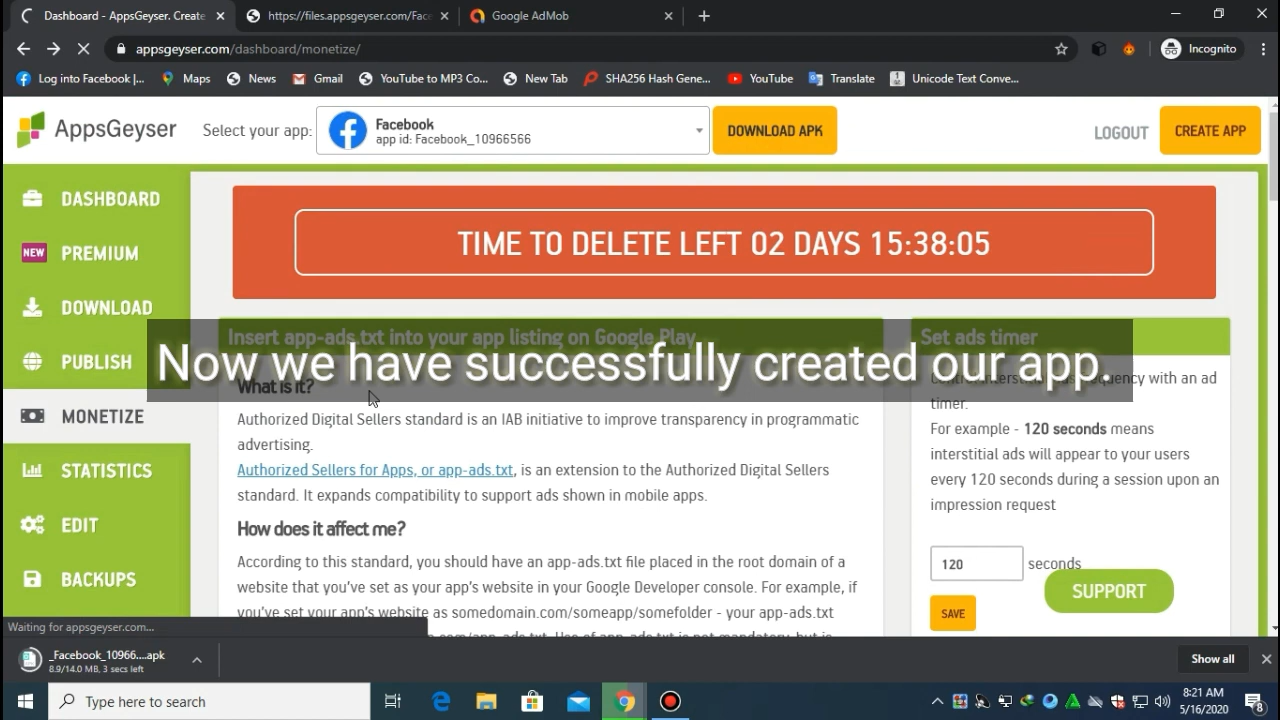 Dashboard - AppsGeyser. Create
https://files.appsgeyser.com/Face
Google AdMob
appsgeyser.com/dashboard/monetize/
Incognito
Log into Facebook |...
Maps
News
Gmail
YouTube to MP3 Co...
New Tab
SHA256 Hash Gene...
YouTube
Translate
Unicode Text Conve...
AppsGeyser
Select your app:
Facebook
app id: Facebook_10966566
DOWNLOAD APK
LOGOUT
CREATE APP
DASHBOARD
NEW
PREMIUM
DOWNLOAD
PUBLISH
MONETIZE
STATISTICS
EDIT
BACKUPS
TIME TO DELETE LEFT 02 DAYS 15:38:05
Insert app-ads.txt into your app listing on Google Play
Now we have successfully created our app.
What is it?
Authorized Digital Sellers standard is an IAB initiative to improve transparency in programmatic
advertising.
Authorized Sellers for Apps, or app-ads.txt, is an extension to the Authorized Digital Sellers
standard. It expands compatibility to support ads shown in mobile apps.
How does it affect me?
According to this standard, you should have an app-ads.txt file placed in the root domain of a
website that you've set as your app's website in your Google Developer console. For example, if
you've set your app's website as somedomain.com/someapp/somefolder - your app-ads.txt
Set ads timer
frequency with an ad
timer.
For example - 120 seconds means
interstitial ads will appear to your users
every 120 seconds during a session upon an
impression request
120
seconds
SAVE
SUPPORT
Waiting for appsgeyser.com...
_Facebook_10966....apk
8.9/14.0 MB, 3 secs left
Show all
Type here to search
8:21 AM
5/16/2020
8